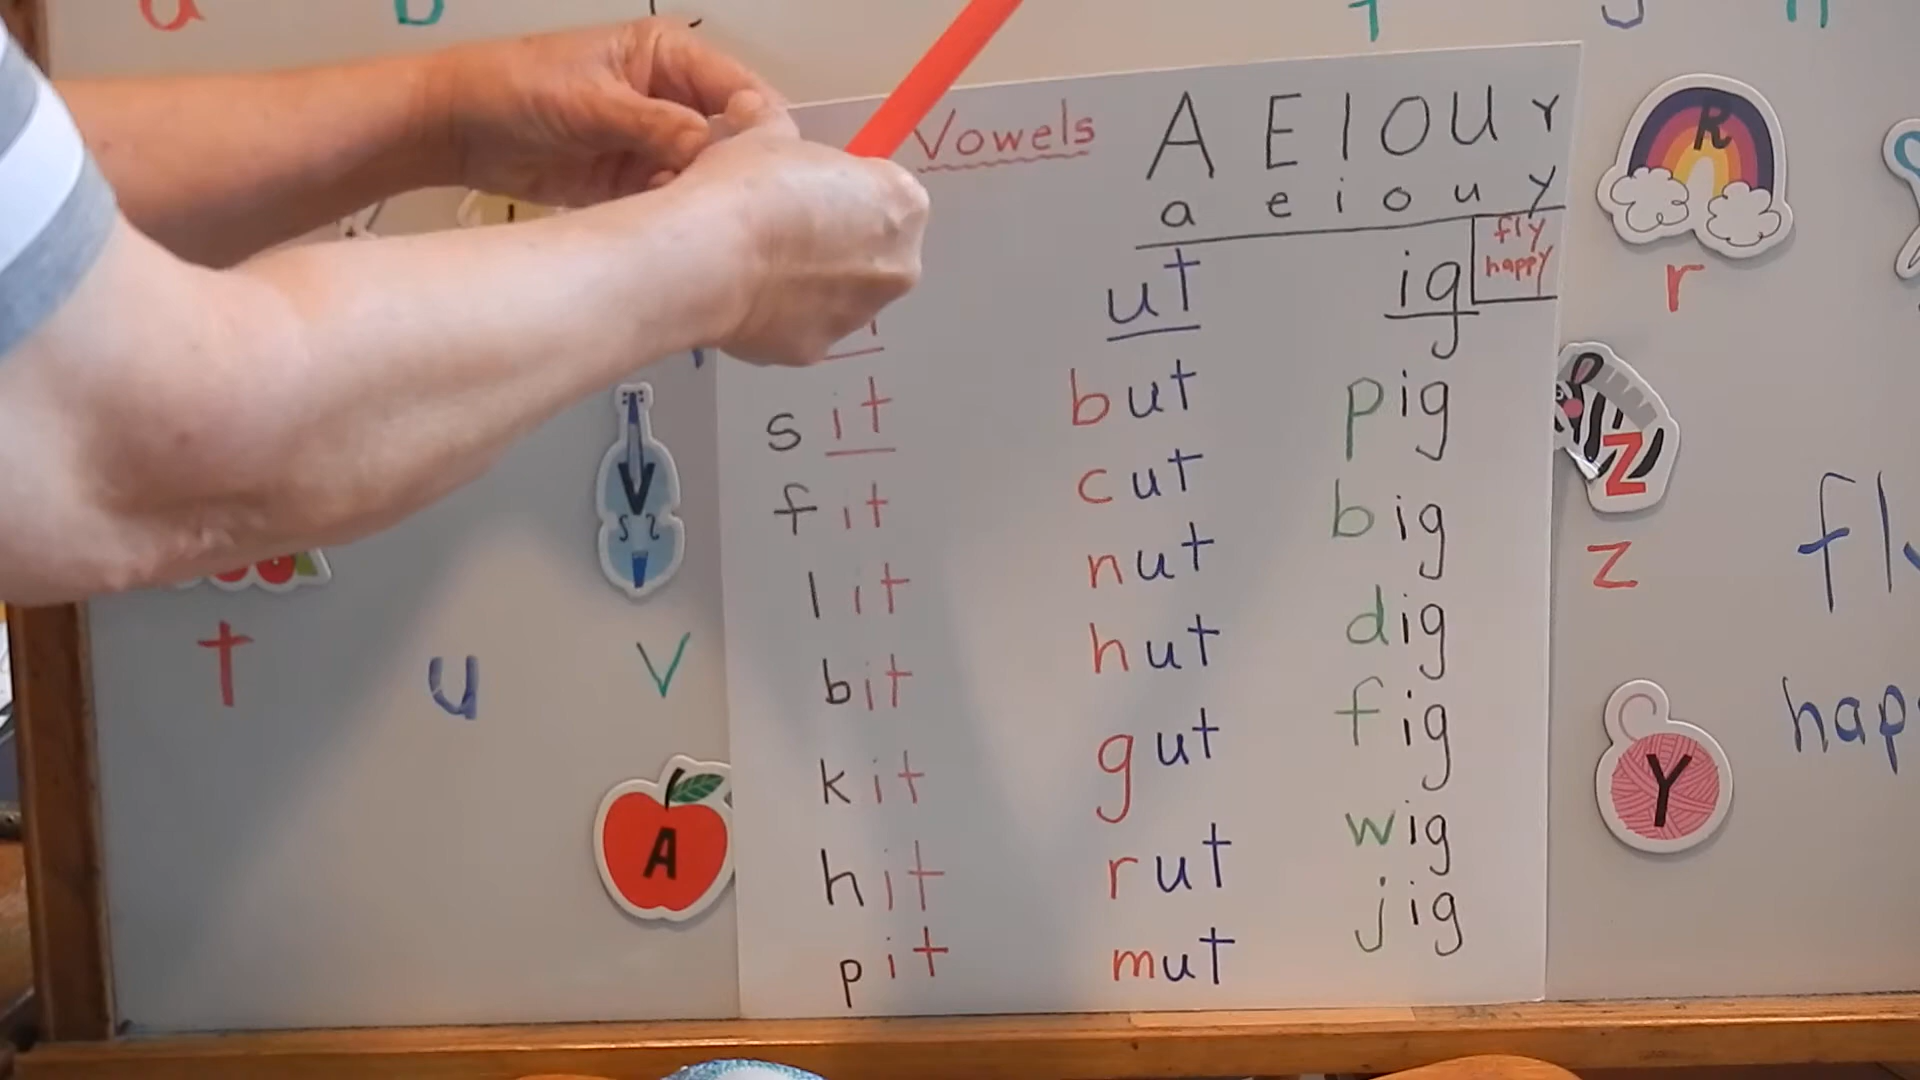 Vowels A E I O U Y
a e i o u y
fly
happy
ut ig
sit but pig
fit cut big
lit nut dig
bit hut fig
kit gut wig
hit rut jig
pit mut
R
r
V
Z
z
t u v
A
Y